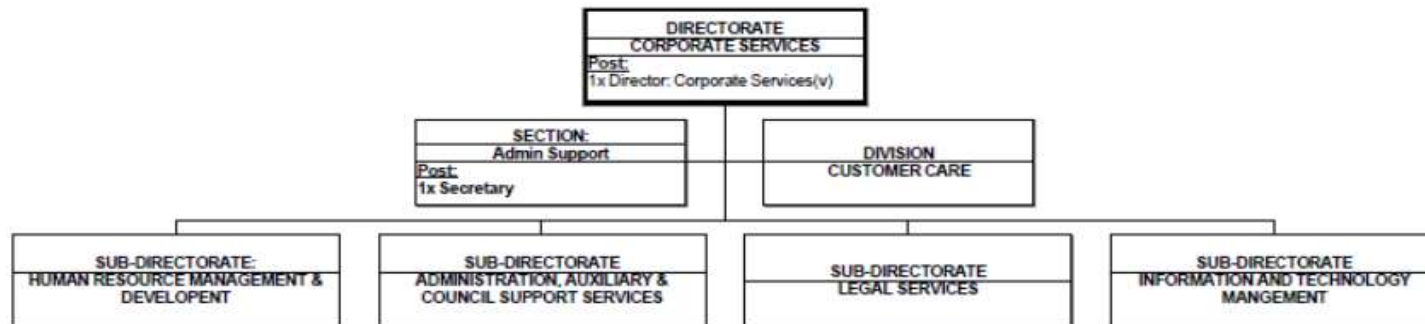 DIRECTORATE
CORPORATE SERVICES
Post:
1x Director: Corporate Services(v)
SECTION:
Admin Support
Post:
1x Secretary
DIVISION
CUSTOMER CARE
SUB-DIRECTORATE:
HUMAN RESOURCE MANAGEMENT &
DEVELOPENT
SUB-DIRECTORATE
ADMINISTRATION, AUXILIARY &
COUNCIL SUPPORT SERVICES
SUB-DIRECTORATE
LEGAL SERVICES
SUB-DIRECTORATE
INFORMATION AND TECHNOLOGY
MANGEMENT